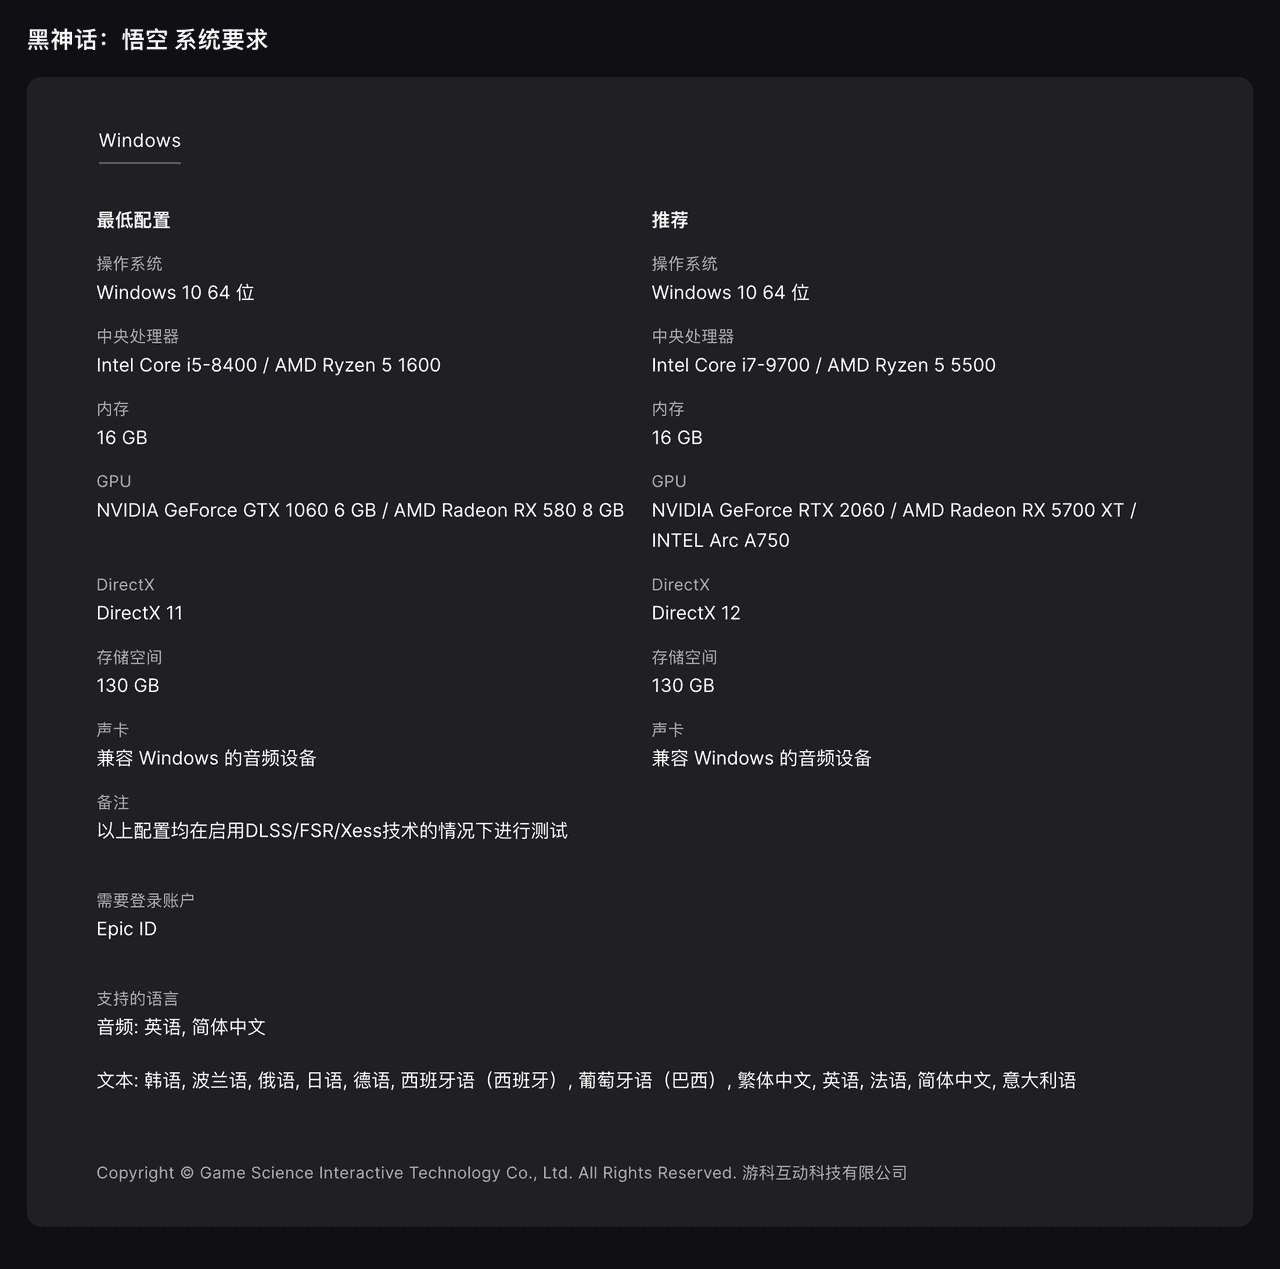 黑神话：悟空 系统要求
Windows
最低配置
操作系统
Windows 10 64 位
中央处理器
Intel Core i5-8400 / AMD Ryzen 5 1600
内存
16 GB
GPU
NVIDIA GeForce GTX 1060 6 GB / AMD Radeon RX 580 8 GB
DirectX
DirectX 11
存储空间
130 GB
声卡
兼容 Windows 的音频设备
备注
以上配置均在启用DLSS/FSR/Xess技术的情况下进行测试
推荐
操作系统
Windows 10 64 位
中央处理器
Intel Core i7-9700 / AMD Ryzen 5 5500
内存
16 GB
GPU
NVIDIA GeForce RTX 2060 / AMD Radeon RX 5700 XT /
INTEL Arc A750
DirectX
DirectX 12
存储空间
130 GB
声卡
兼容 Windows 的音频设备
需要登录账户
Epic ID
支持的语言
音频: 英语, 简体中文
文本: 韩语, 波兰语, 俄语, 日语, 德语, 西班牙语（西班牙）, 葡萄牙语（巴西）, 繁体中文, 英语, 法语, 简体中文, 意大利语
Copyright © Game Science Interactive Technology Co., Ltd. All Rights Reserved. 游科互动科技有限公司